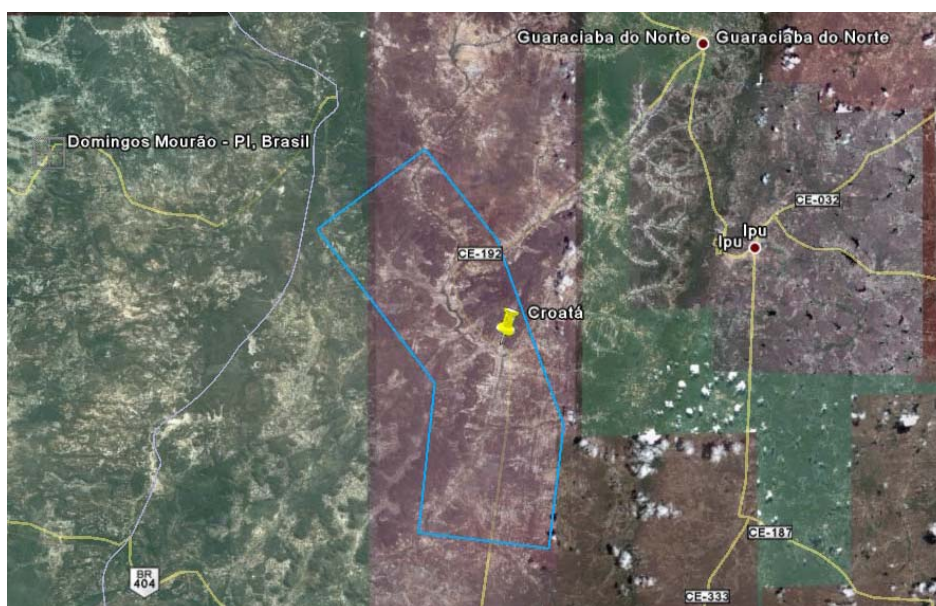 Guaraciaba do Norte
Guaraciaba do Norte
Domingos Mourão - PI, Brasil
CE-032
Ipu
Ipu
CE-192
Croatá
CE-187
BR
404
CE-333